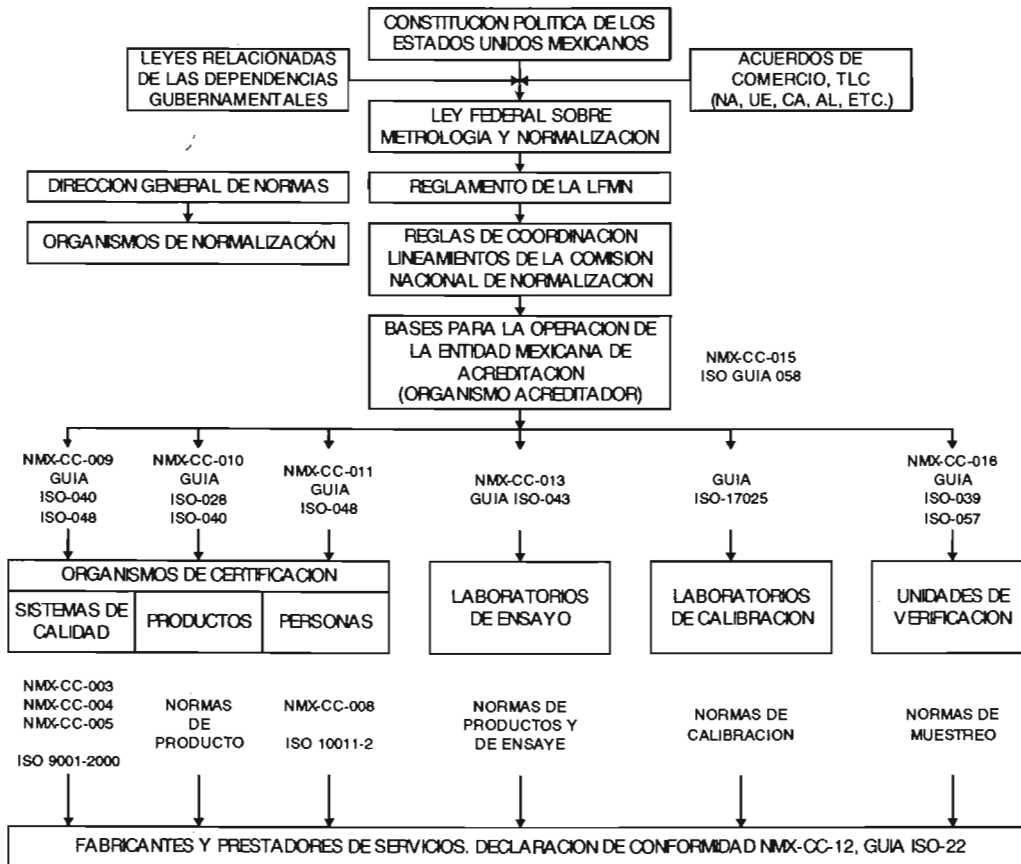 CONSTITUCION POLITICA DE LOS
ESTADOS UNIDOS MEXICANOS
LEYES RELACIONADAS
DE LAS DEPENDENCIAS
GUBERNAMENTALES
ACUERDOS DE
COMERCIO, TLC
(NA, UE, CA, AL, ETC.)
LEY FEDERAL SOBRE
METROLOGIA Y NORMALIZACION
DIRECCION GENERAL DE NORMAS
REGLAMENTO DE LA LFMN
ORGANISMOS DE NORMALIZACIÓN
REGLAS DE COORDINACION
LINEAMIENTOS DE LA COMISION
NACIONAL DE NORMALIZACION
BASES PARA LA OPERACION DE
LA ENTIDAD MEXICANA DE
ACREDITACION
(ORGANISMO ACREDITADOR)
NMX-CC-015
ISO GUIA 058
NMX-CC-009
GUIA
ISO-040
ISO-048
NMX-CC-010
GUIA
ISO-028
ISO-040
NMX-CC-011
GUIA
ISO-048
NMX-CC-013
GUIA ISO-043
GUIA
ISO-17025
NMX-CC-016
GUIA
ISO-039
ISO-057
ORGANISMOS DE CERTIFICACION
SISTEMAS DE
CALIDAD
PRODUCTOS
PERSONAS
LABORATORIOS
DE ENSAYO
LABORATORIOS
DE CALIBRACION
UNIDADES DE
VERIFICACION
NMX-CC-003
NMX-CC-004
NMX-CC-005
ISO 9001-2000
NORMAS
DE
PRODUCTO
NMX-CC-008
ISO 10011-2
NORMAS DE
PRODUCTOS Y
DE ENSAYE
NORMAS DE
CALIBRACION
NORMAS DE
MUESTREO
FABRICANTES Y PRESTADORES DE SERVICIOS. DECLARACION DE CONFORMIDAD NMX-CC-12, GUIA ISO-22